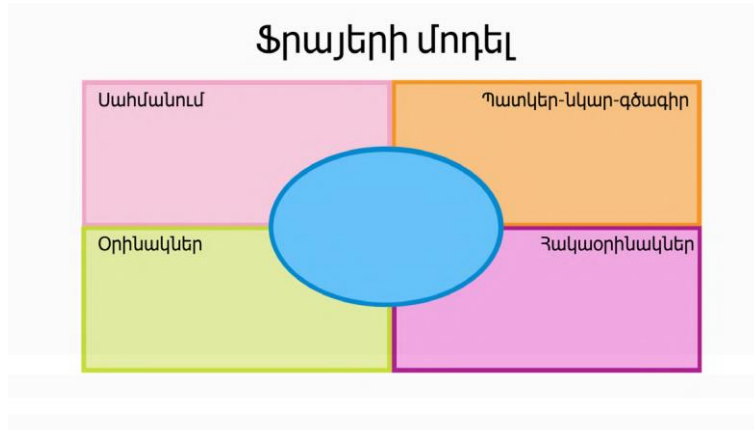 Ֆրայերի մոդել
Սահմանում
Պատկեր-նկար-գծագիր
Օրինակներ
Հակաօրինակներ